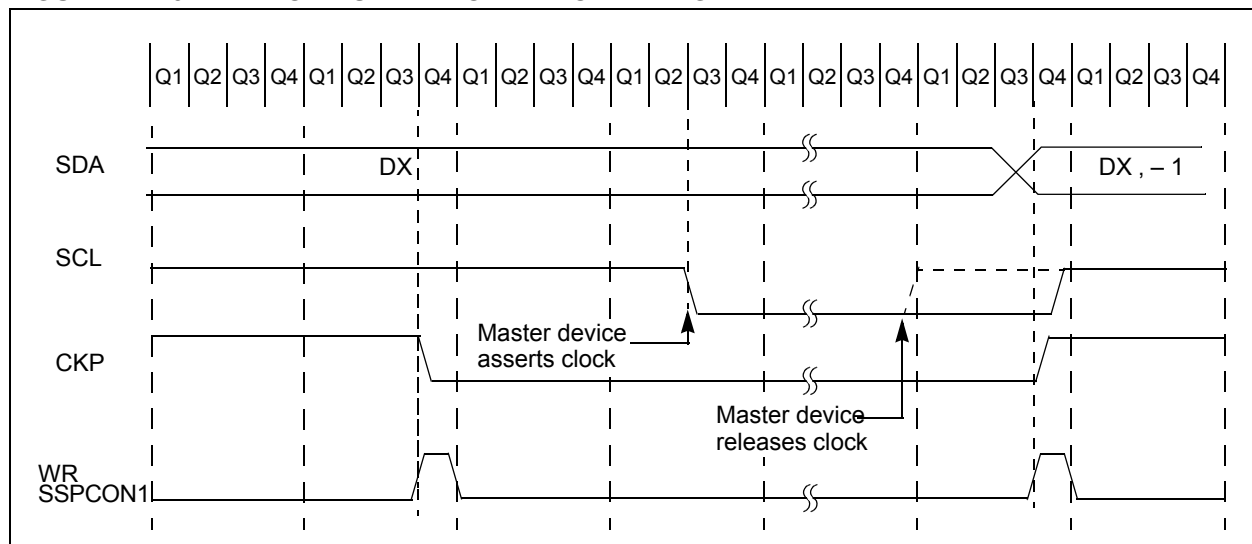 Q1 Q2 Q3 Q4 Q1 Q2 Q3 Q4 Q1 Q2 Q3 Q4 Q1 Q2 Q3 Q4 Q1 Q2 Q3 Q4 Q1 Q2 Q3 Q4 Q1 Q2 Q3 Q4
SDA
DX
DX , – 1
SCL
Master device
asserts clock
CKP
Master device
releases clock
WR
SSPCON1